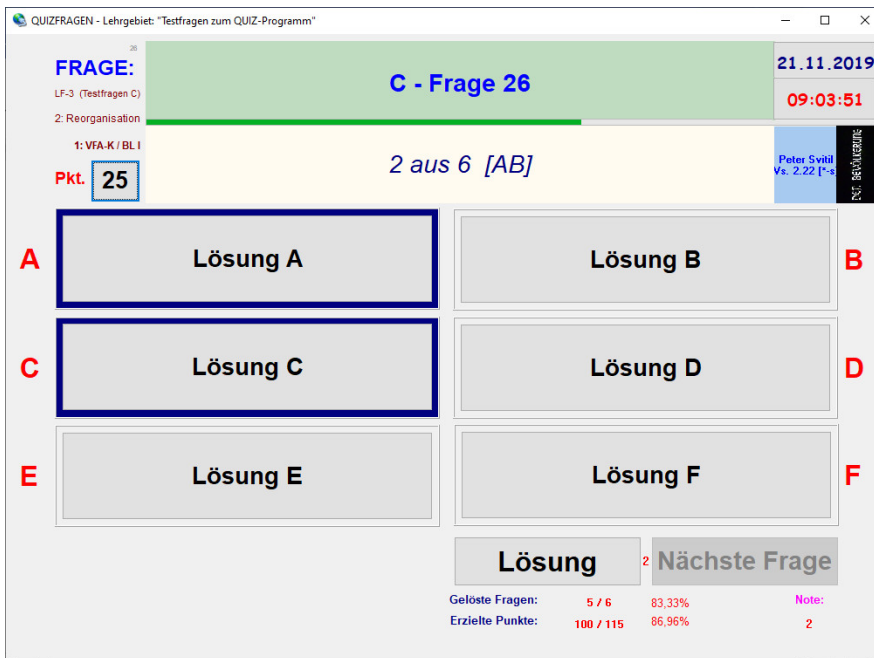 QUIZFRAGEN - Lehrgebiet: "Testfragen zum QUIZ-Programm"
26
FRAGE:
LF-3 (Testfragen C)
2: Reorganisation
1: VFA-K / BL I
Pkt. 25
C - Frage 26
21.11.2019
09:03:51
2 aus 6 [AB]
Peter Svitil
Vs. 2.22 [*-s
DET. BEVÖLKERUNG
A
Lösung A
Lösung B
B
C
Lösung C
Lösung D
D
E
Lösung E
Lösung F
F
Lösung
2
Nächste Frage
Gelöste Fragen: 5 / 6 83,33% Note:
Erzielte Punkte: 100 / 115 86,96% 2